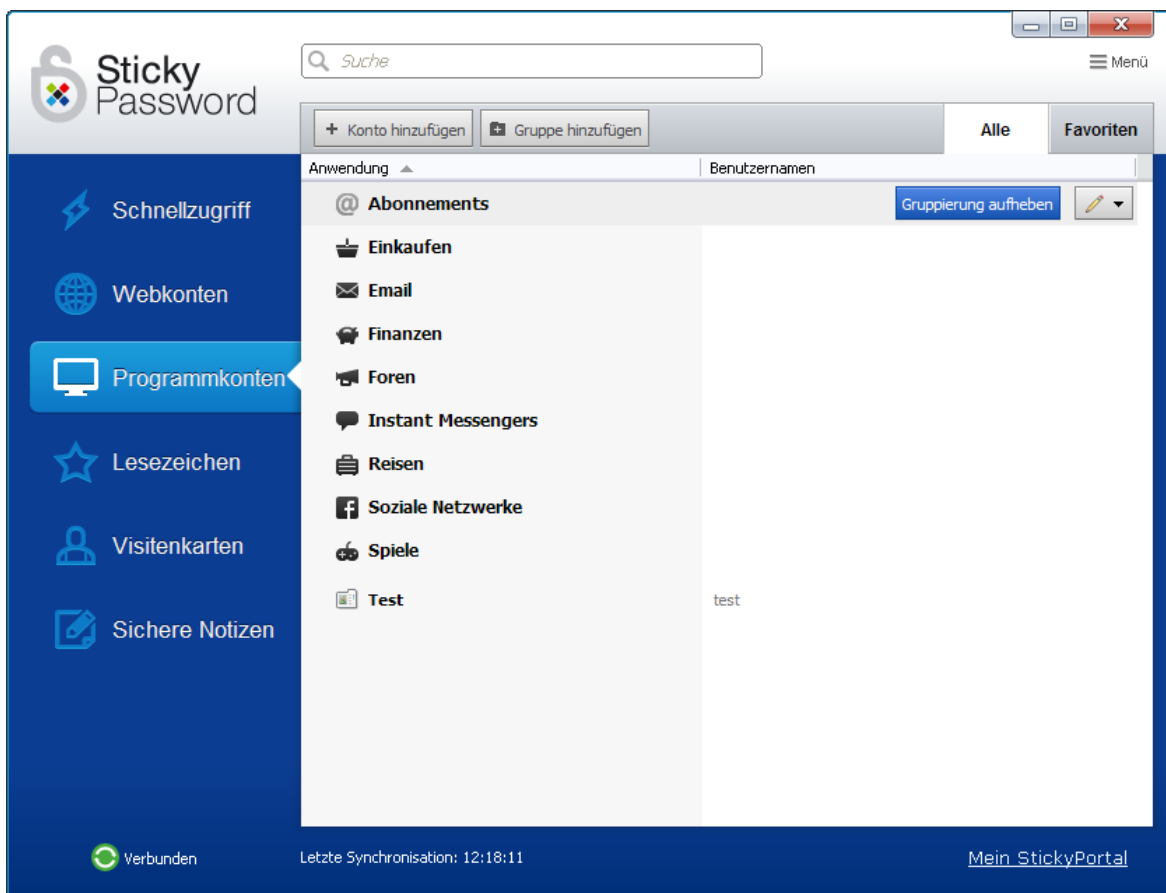 Sticky
Password
Suche
Menü
+ Konto hinzufügen
Gruppe hinzufügen
Alle
Favoriten
Anwendung
Benutzernamen
Schnellzugriff
Webkonten
Programmkonten
Lesezeichen
Visitenkarten
Sichere Notizen
@ Abonnements
Gruppierung aufheben
Einkaufen
Email
Finanzen
Foren
Instant Messengers
Reisen
Soziale Netzwerke
Spiele
Test
test
Verbunden
Letzte Synchronisation: 12:18:11
Mein StickyPortal